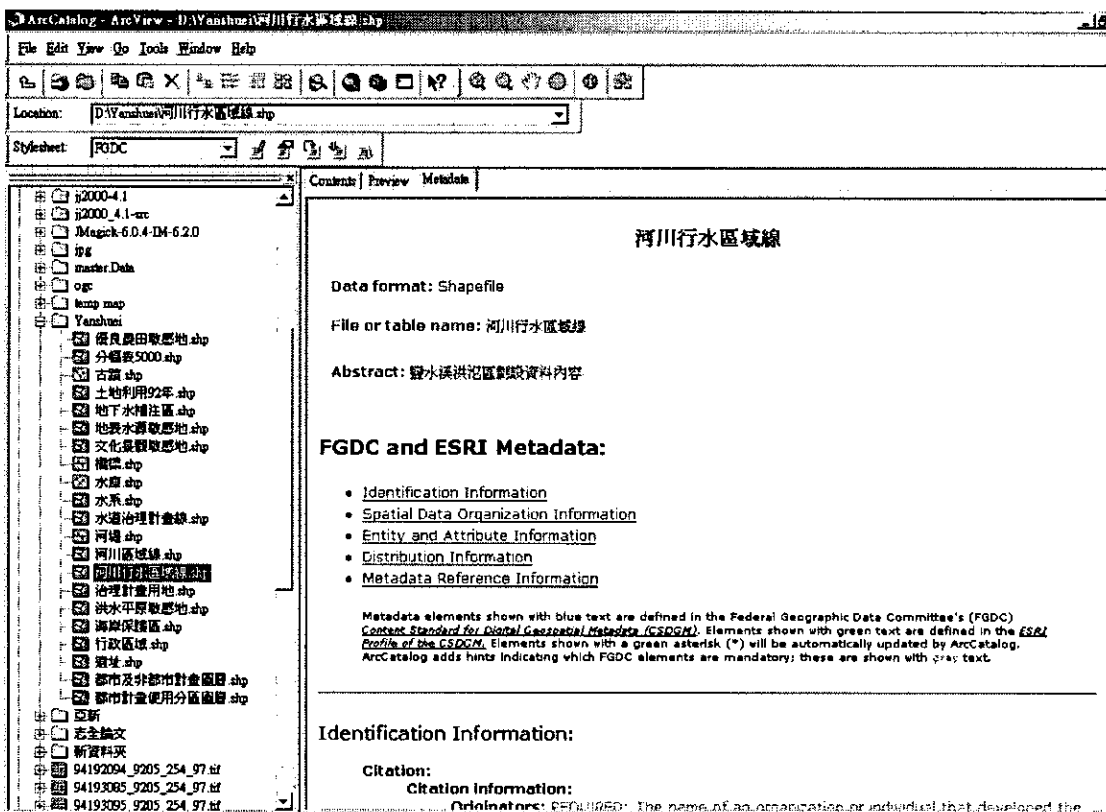 ArcCatalog - ArcView - D:\Yanshuei\河川行水區域線.shp
File Edit View Go Tools Window Help
Location: D:\Yanshuei\河川行水區域線.shp
Stylesheet: FGDC
Contents Preview Metadata
jj2000-4.1
jj2000_4.1-src
JMagick-6.0.4-IM-6.2.0
jpg
master.Data
ogc
temp map
Yanshuei
優良農田敏感地.shp
分幅表5000.shp
古蹟.shp
土地利用92年.shp
地下水補注區.shp
地表水源敏感地.shp
文化景觀敏感地.shp
橋樑.shp
水庫.shp
水系.shp
水道治理計畫線.shp
河堤.shp
河川區域線.shp
河川行水區域線.shp
治理計畫用地.shp
洪水平原敏感地.shp
海岸保護區.shp
行政區域.shp
遺址.shp
都市及非都市計畫區圖.shp
都市計畫使用分區圖.shp
亞新
志全論文
新資料夾
94192094_9205_254_97.tif
94193085_9205_254_97.tif
94193095_9205_254_97.tif
河川行水區域線
Data format: Shapefile
File or table name: 河川行水區域線
Abstract: 鹽水溪洪氾區劃設資料內容
FGDC and ESRI Metadata:
• Identification Information
• Spatial Data Organization Information
• Entity and Attribute Information
• Distribution Information
• Metadata Reference Information
Metadata elements shown with blue text are defined in the Federal Geographic Data Committee's (FGDC)
Content Standard for Digital Geospatial Metadata (CSDGM). Elements shown with green text are defined in the ESRI
Profile of the CSDGM. Elements shown with a green asterisk (*) will be automatically updated by ArcCatalog.
ArcCatalog adds hints indicating which FGDC elements are mandatory; these are shown with gray text.
Identification Information:
Citation:
Citation information:
Originators: REQUIRED: The name of an organization or individual that developed the